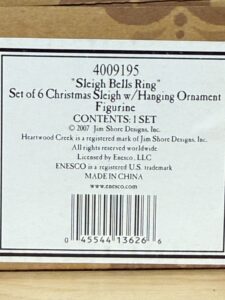 4009195
"Sleigh Bells Ring"
Set of 6 Christmas Sleigh w/Hanging Ornament
Figurine
CONTENTS: 1 SET
© 2007 Jim Shore Designs, Inc.
Heartwood Creek is a registered mark of Jim Shore Designs, Inc.
All rights reserved worldwide
Licensed by Enesco, LLC
ENESCO is a registered U.S. trademark
MADE IN CHINA
www.enesco.com
0 45544 13626 6